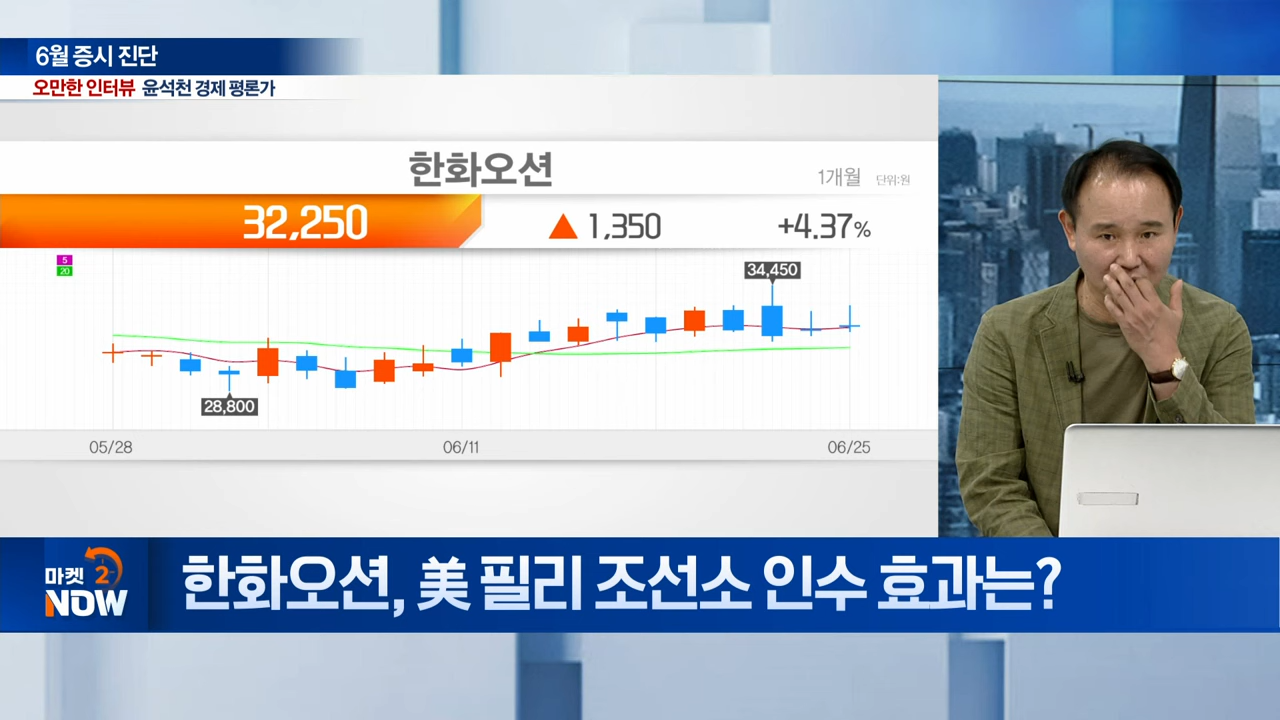 6월 증시 진단
오만한 인터뷰 윤석천 경제 평론가
한화오션
1개월 단위:원
32,250 ▲ 1,350 +4.37%
5
20
34,450
28,800
05/28 06/11 06/25
마켓 2
NOW
한화오션, 美 필리 조선소 인수 효과는?